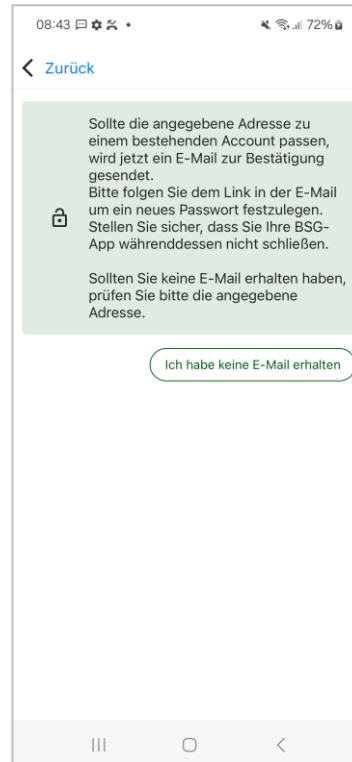 08:43
72%
Zurück
Sollte die angegebene Adresse zu
einem bestehenden Account passen,
wird jetzt ein E-Mail zur Bestätigung
gesendet.
Bitte folgen Sie dem Link in der E-Mail
um ein neues Passwort festzulegen.
Stellen Sie sicher, dass Sie Ihre BSG-
App währenddessen nicht schließen.
Sollten Sie keine E-Mail erhalten haben,
prüfen Sie bitte die angegebene
Adresse.
Ich habe keine E-Mail erhalten